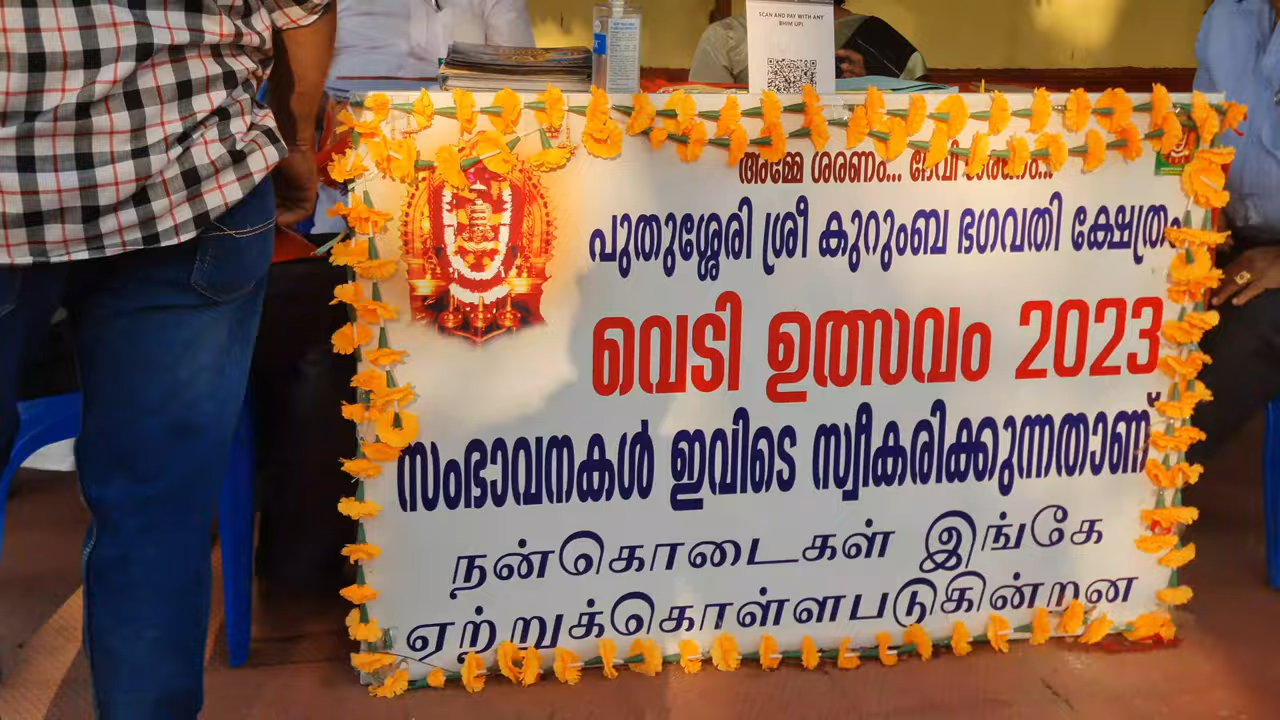 SCAN AND PAY WITH ANY
BHIM UPI
അമ്മേ ശരണം... ദേവീ ശരണം...
പുതുശ്ശേരി ശ്രീ കുറുംബ ഭഗവതി ക്ഷേത്രം
വെടി ഉത്സവം 2023
സംഭാവനകൾ ഇവിടെ സ്വീകരിക്കുന്നതാണ്
நன்கொடைகள் இங்கே
ஏற்றுக்கொள்ளபடுகின்றன